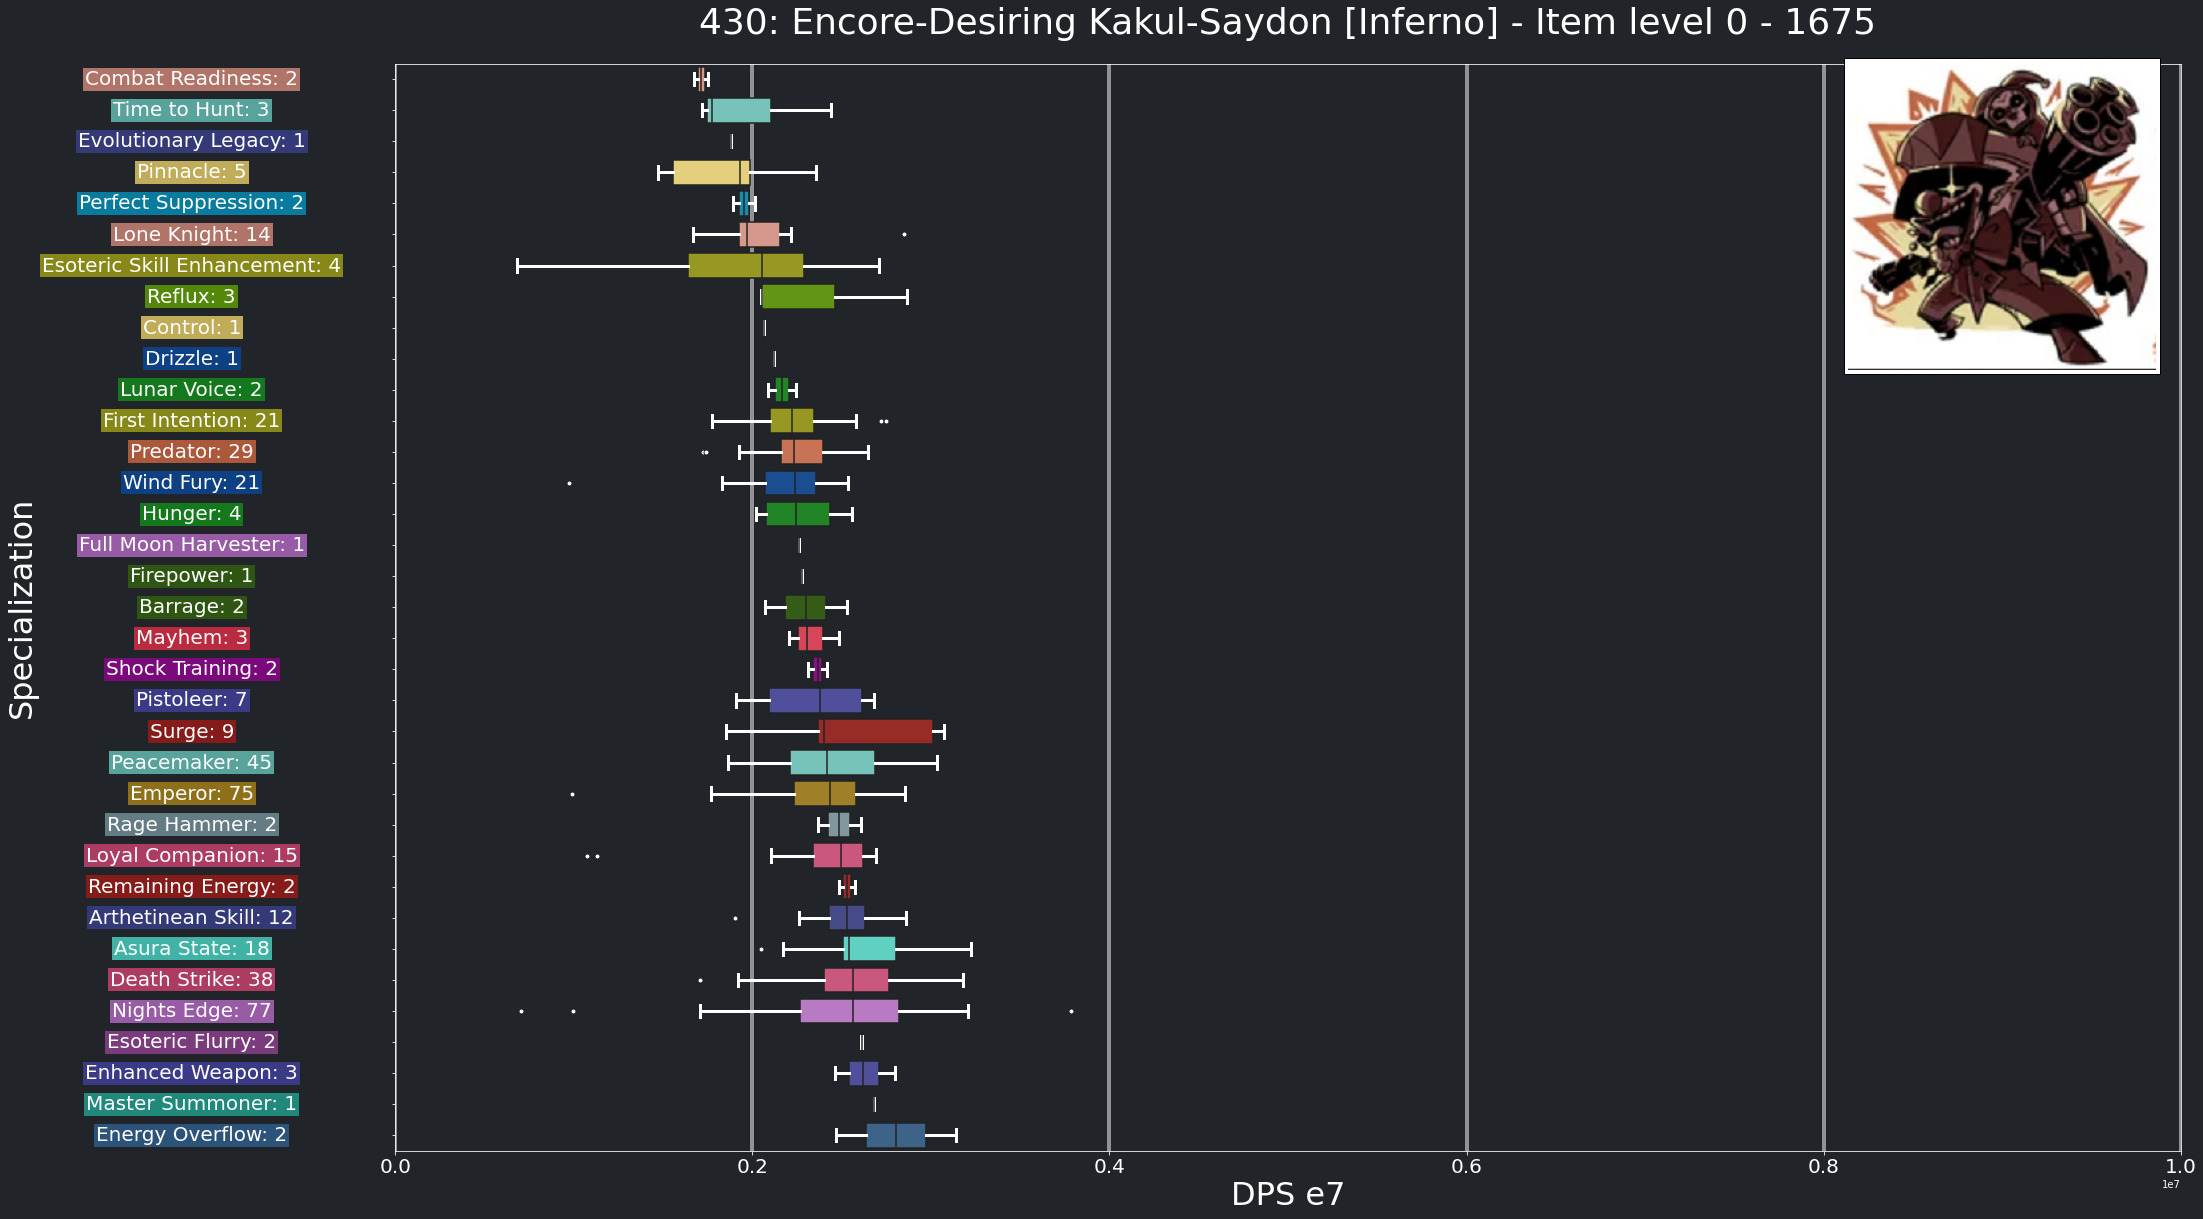 430: Encore-Desiring Kakul-Saydon [Inferno] - Item level 0 - 1675
Combat Readiness: 2
Time to Hunt: 3
Evolutionary Legacy: 1
Pinnacle: 5
Perfect Suppression: 2
Lone Knight: 14
Esoteric Skill Enhancement: 4
Reflux: 3
Control: 1
Drizzle: 1
Lunar Voice: 2
First Intention: 21
Predator: 29
Wind Fury: 21
Hunger: 4
Full Moon Harvester: 1
Firepower: 1
Barrage: 2
Mayhem: 3
Shock Training: 2
Pistoleer: 7
Surge: 9
Peacemaker: 45
Emperor: 75
Rage Hammer: 2
Loyal Companion: 15
Remaining Energy: 2
Arthetinean Skill: 12
Asura State: 18
Death Strike: 38
Nights Edge: 77
Esoteric Flurry: 2
Enhanced Weapon: 3
Master Summoner: 1
Energy Overflow: 2
Specialization
0.0 0.2 0.4 0.6 0.8 1.0
1e7
DPS e7